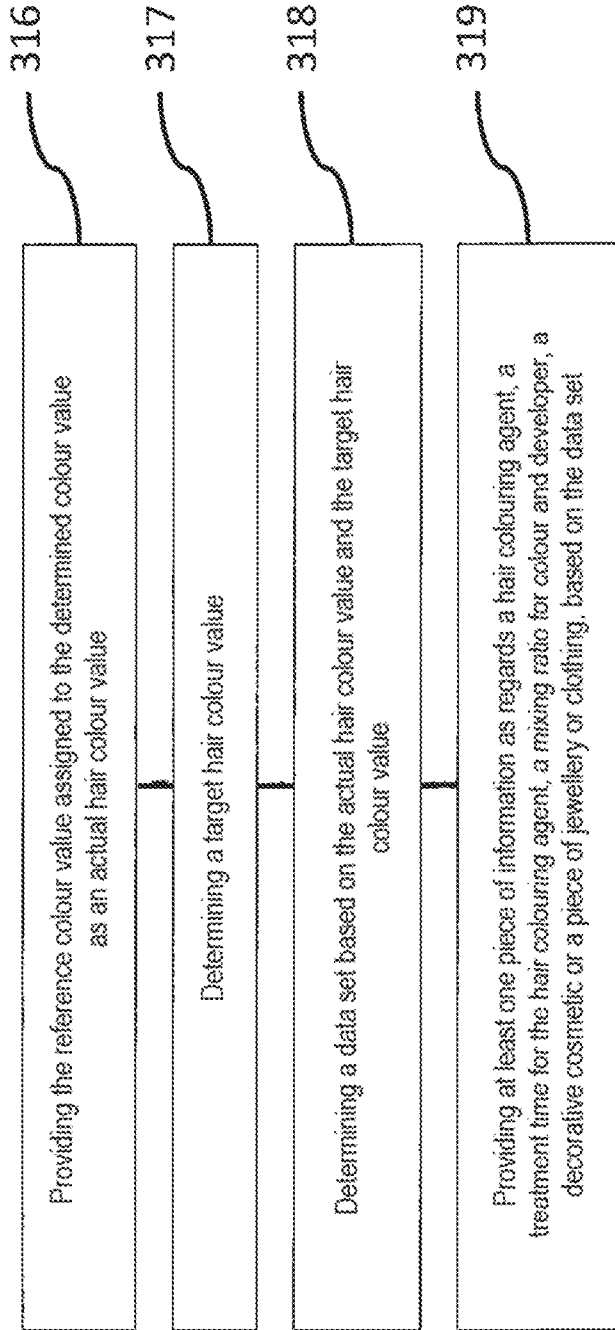 Providing the reference colour value assigned to the determined colour value
as an actual hair colour value
316
Determining a target hair colour value
317
Determining a data set based on the actual hair colour value and the target hair
colour value
318
Providing at least one piece of information as regards a hair colouring agent, a
treatment time for the hair colouring agent, a mixing ratio for colour and developer, a
decorative cosmetic or a piece of jewellery or clothing, based on the data set
319